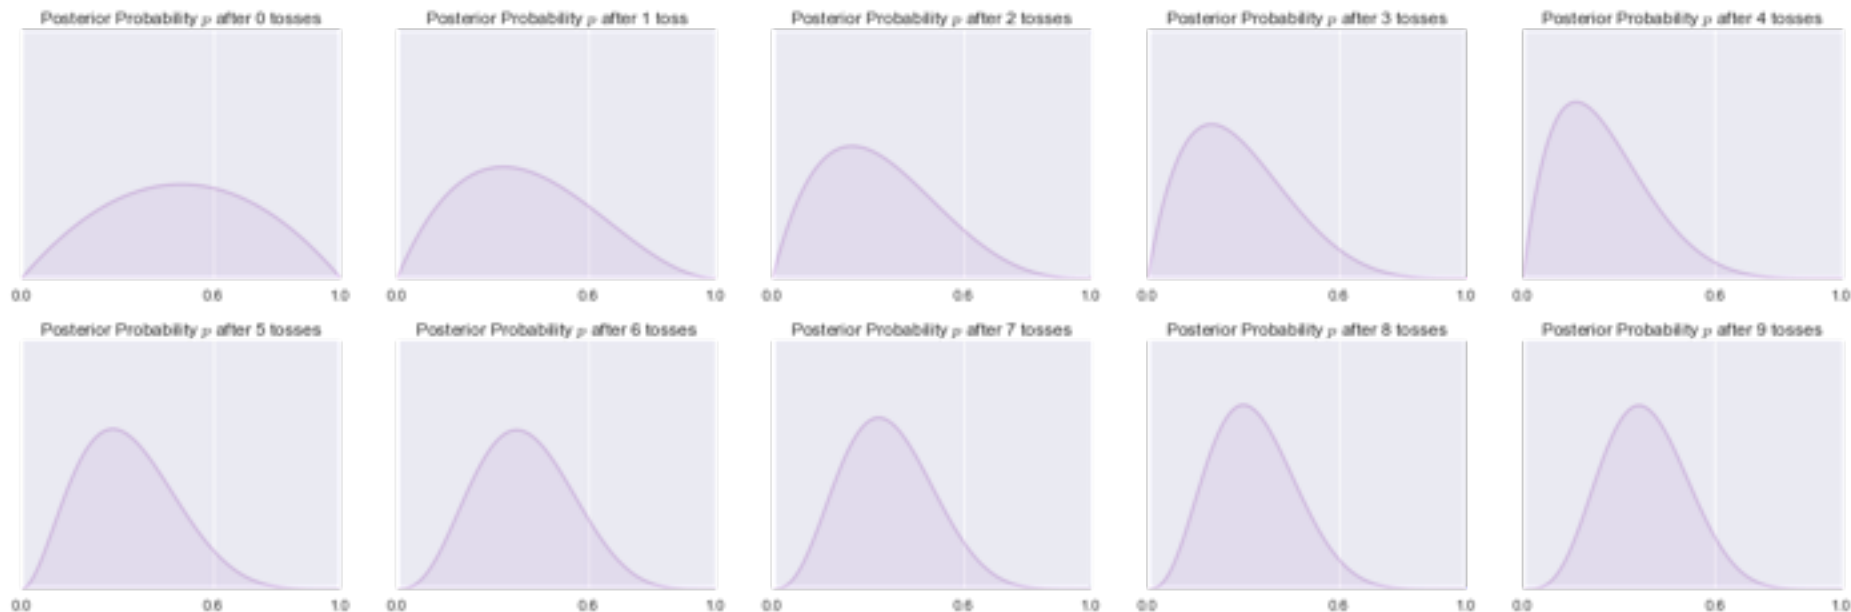 Posterior Probability p after 0 tosses
Posterior Probability p after 1 toss
Posterior Probability p after 2 tosses
Posterior Probability p after 3 tosses
Posterior Probability p after 4 tosses
0.0 0.6 1.0
0.0 0.6 1.0
0.0 0.6 1.0
0.0 0.6 1.0
0.0 0.6 1.0
Posterior Probability p after 5 tosses
Posterior Probability p after 6 tosses
Posterior Probability p after 7 tosses
Posterior Probability p after 8 tosses
Posterior Probability p after 9 tosses
0.0 0.6 1.0
0.0 0.6 1.0
0.0 0.6 1.0
0.0 0.6 1.0
0.0 0.6 1.0